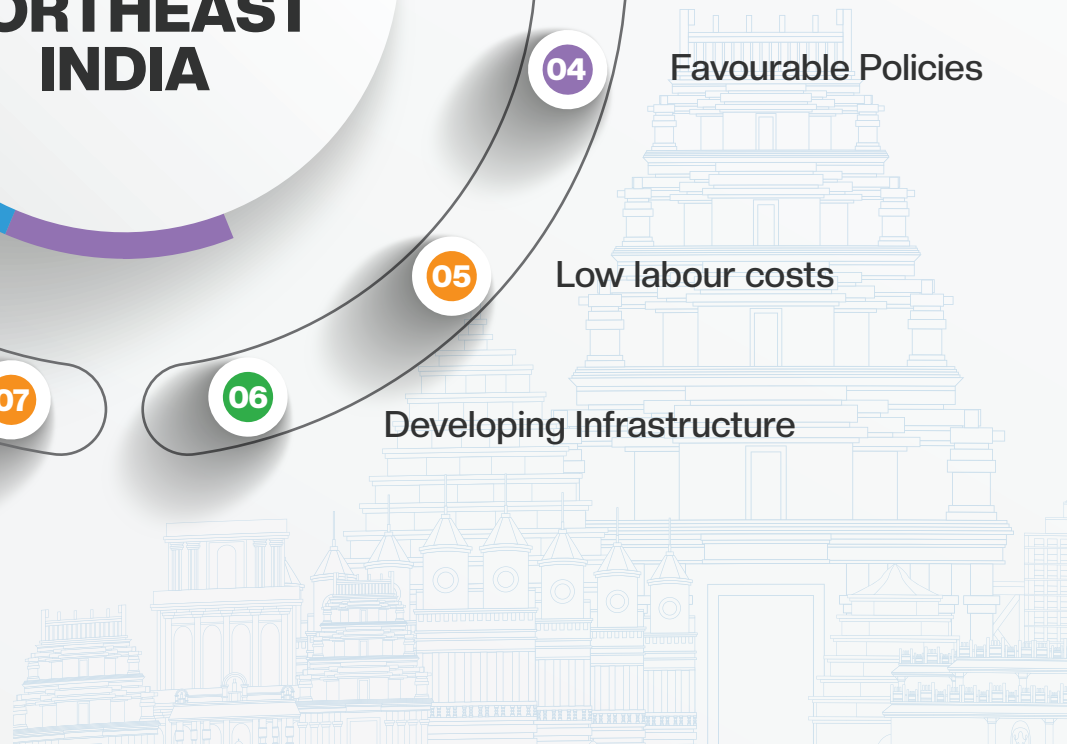 ORTHEAST
INDIA
04
Favourable Policies
05
Low labour costs
06
Developing Infrastructure
07